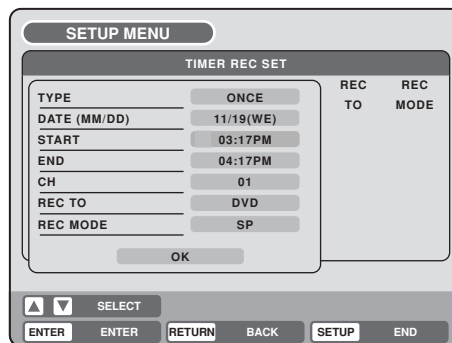 SETUP MENU
TIMER REC SET
REC TO REC MODE
TYPE ONCE
DATE (MM/DD) 11/19(WE)
START 03:17PM
END 04:17PM
CH 01
REC TO DVD
REC MODE SP
OK
▲ ▼ SELECT
ENTER ENTER RETURN BACK SETUP END